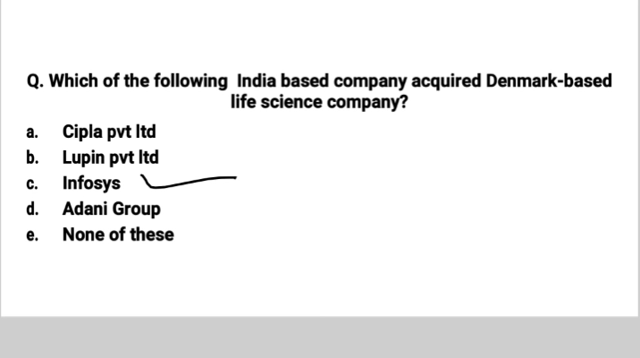 Q. Which of the following India based company acquired Denmark-based
life science company?
a. Cipla pvt ltd
b. Lupin pvt ltd
c. Infosys
d. Adani Group
e. None of these